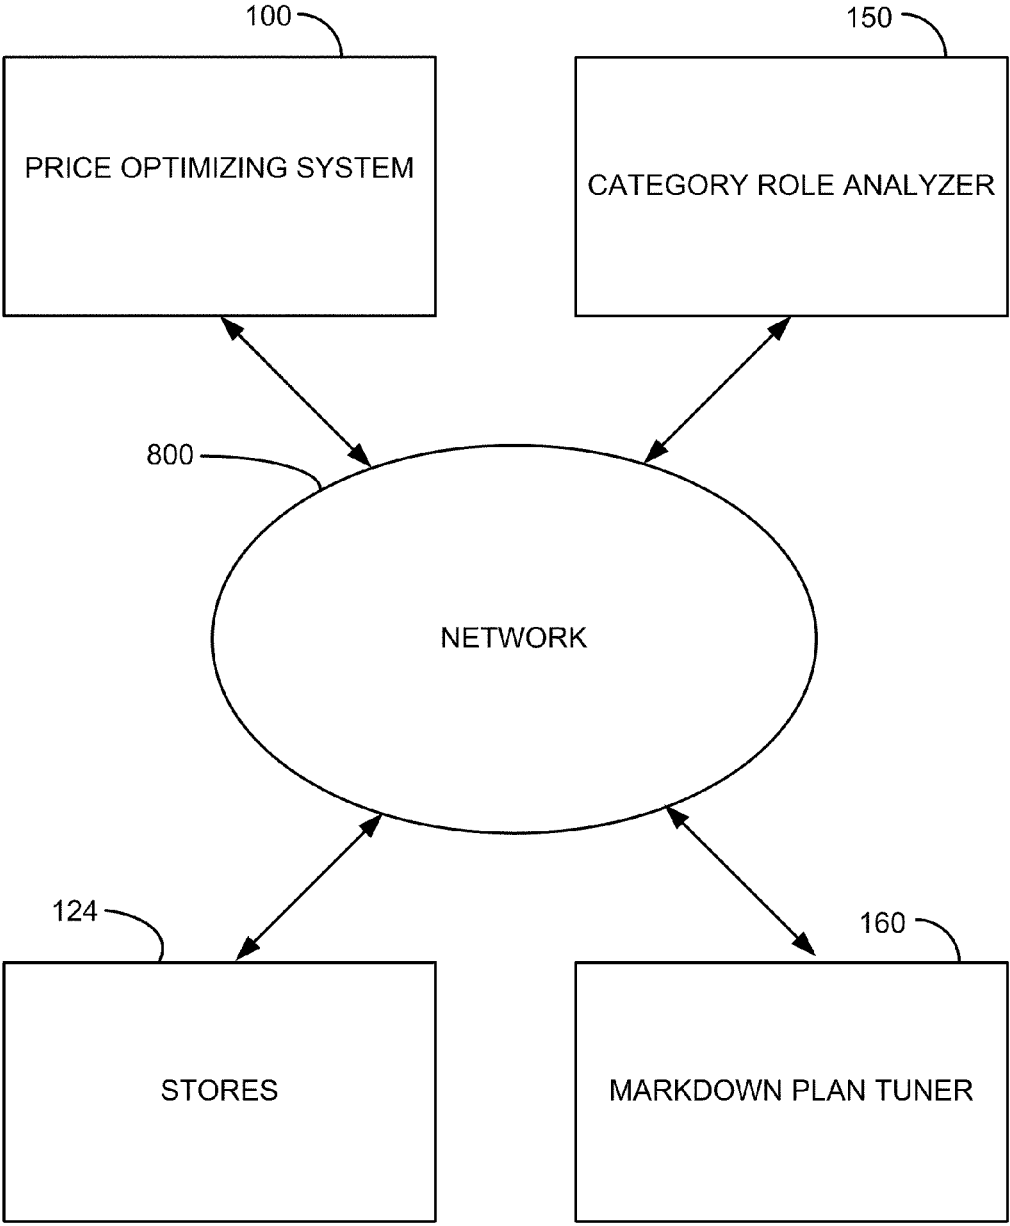 100
150
PRICE OPTIMIZING SYSTEM
CATEGORY ROLE ANALYZER
800
NETWORK
124
160
STORES
MARKDOWN PLAN TUNER